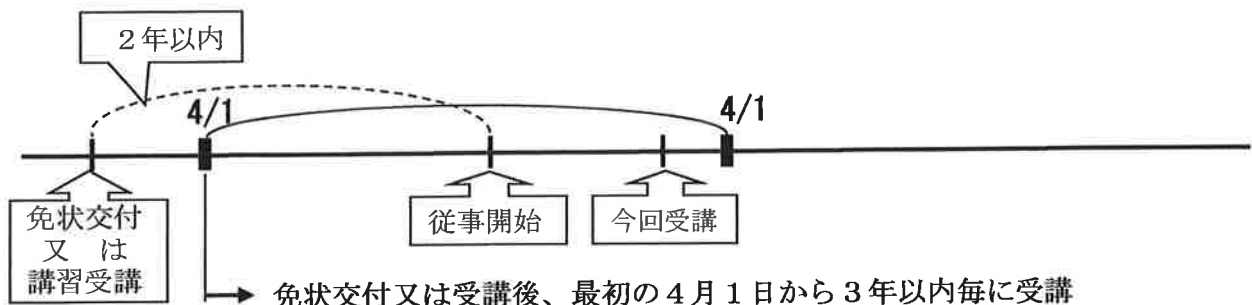 ２年以内
4/1
4/1
免状交付
又　は
講習受講
従事開始
今回受講
免状交付又は受講後、最初の４月１日から３年以内毎に受講